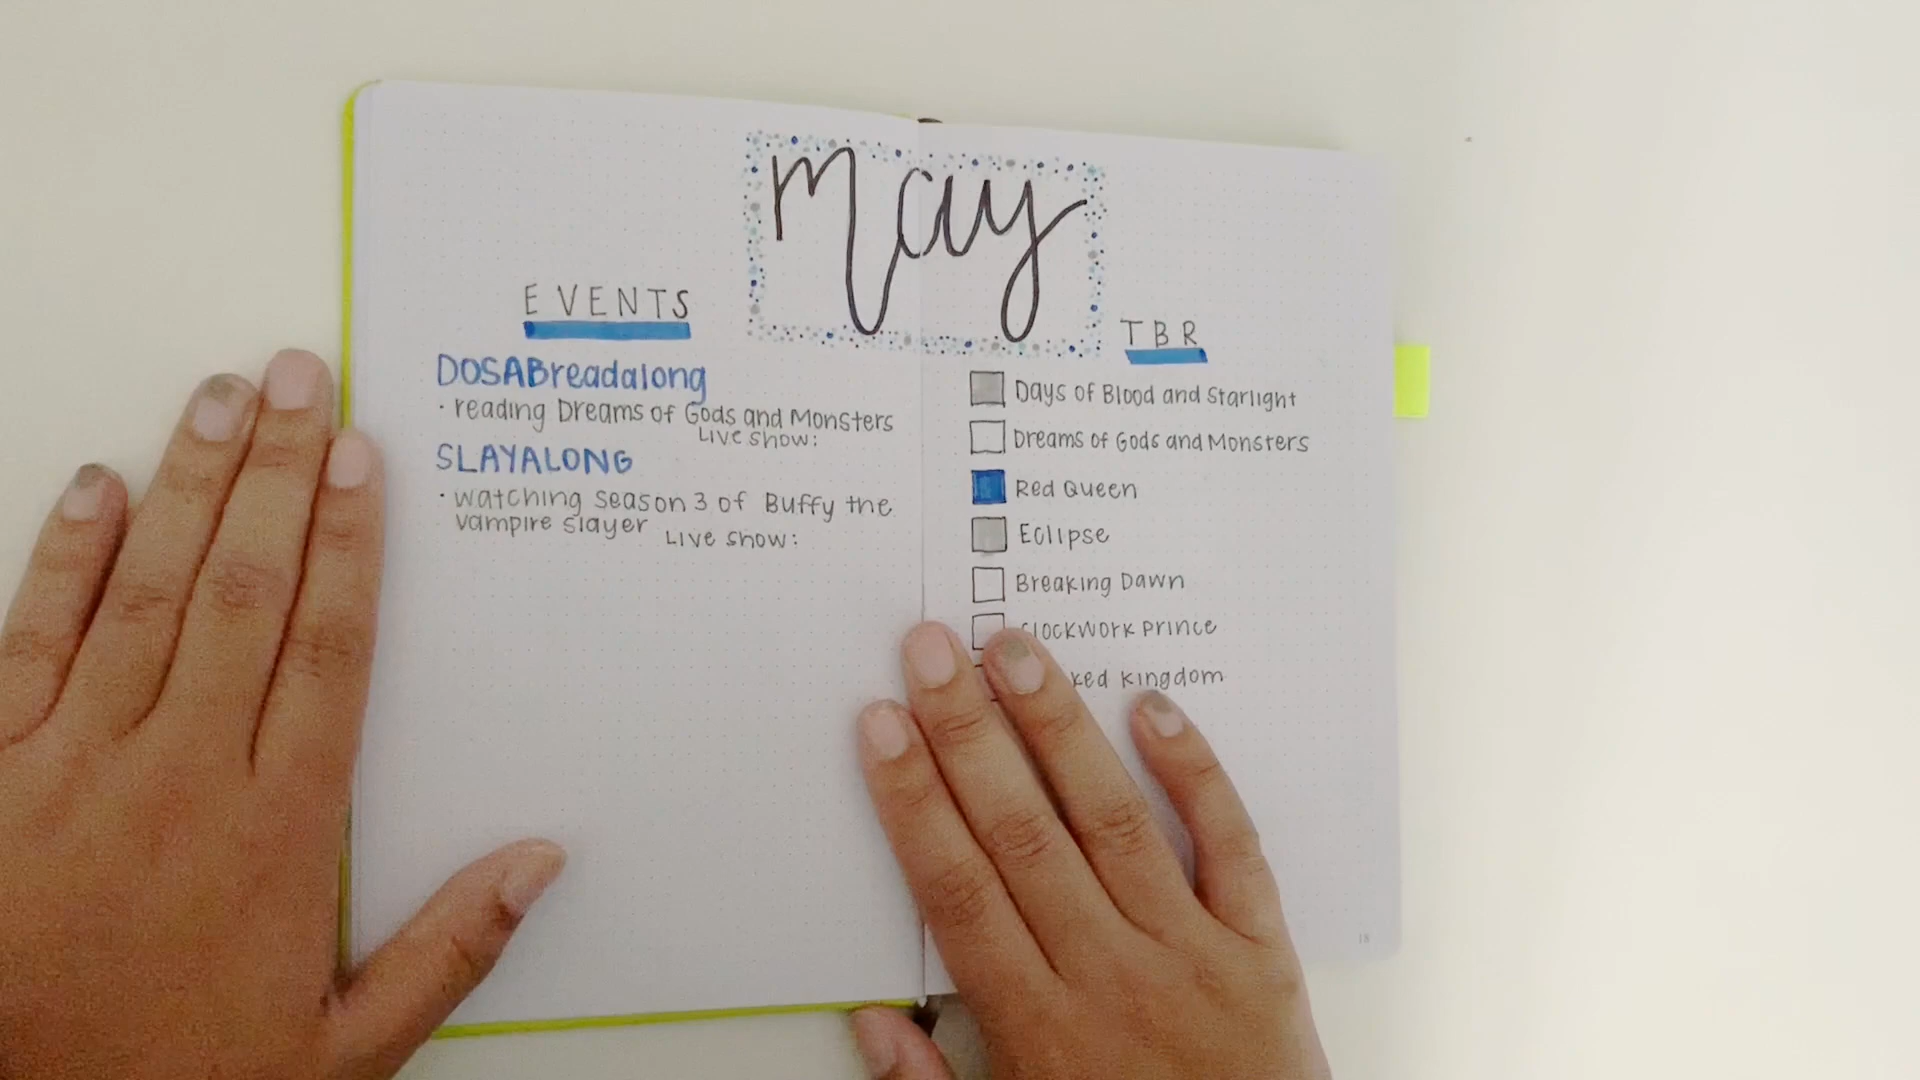 May
EVENTS
DOSABreadalong
• reading Dreams of Gods and Monsters
Live show:
SLAYALONG
• watching season 3 of Buffy the
vampire slayer
Live show:
TBR
Days of Blood and Starlight
Dreams of Gods and Monsters
Red Queen
Eclipse
Breaking Dawn
Clockwork Prince
ked Kingdom
18